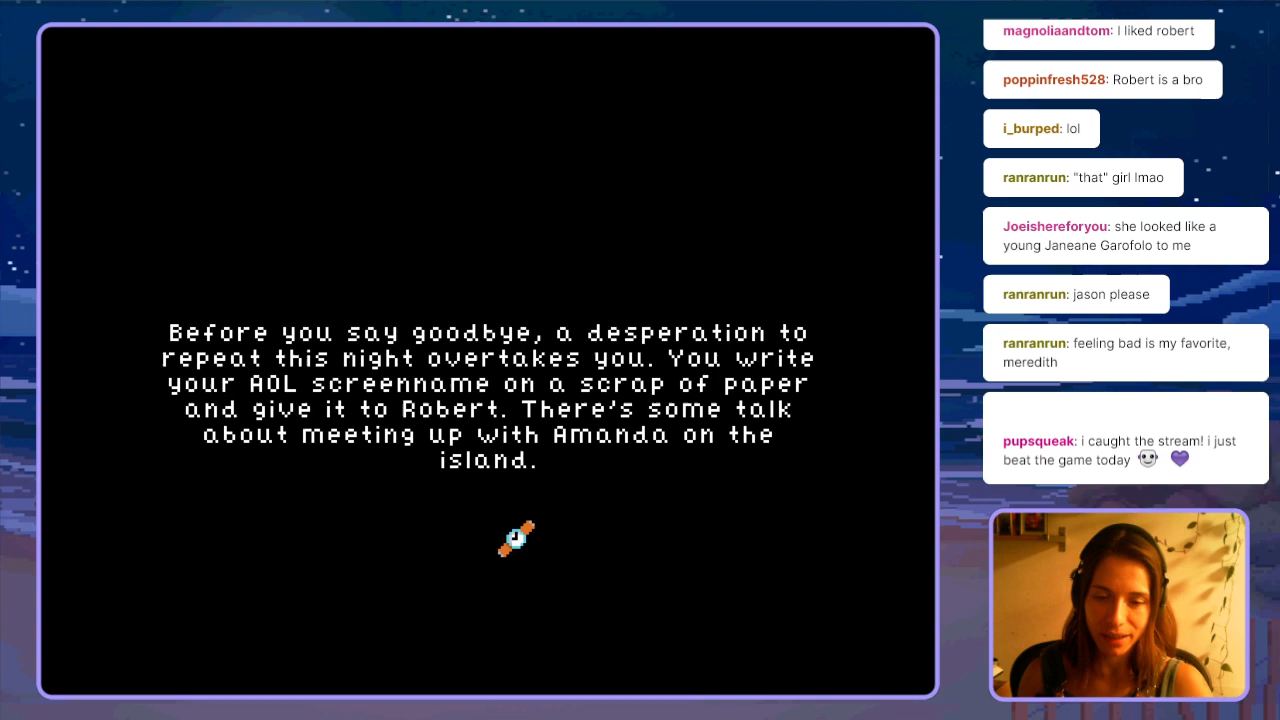 Before you say goodbye, a desperation to
repeat this night overtakes you. You write
your AOL screenname on a scrap of paper
and give it to Robert. There's some talk
about meeting up with Amanda on the
island.
magnoliaandtom: I liked robert
poppinfresh528: Robert is a bro
i_burped: lol
ranranrun: "that" girl lmao
Joeishereforyou: she looked like a
young Janeane Garofolo to me
ranranrun: jason please
ranranrun: feeling bad is my favorite,
meredith
pupsqueak: i caught the stream! i just
beat the game today